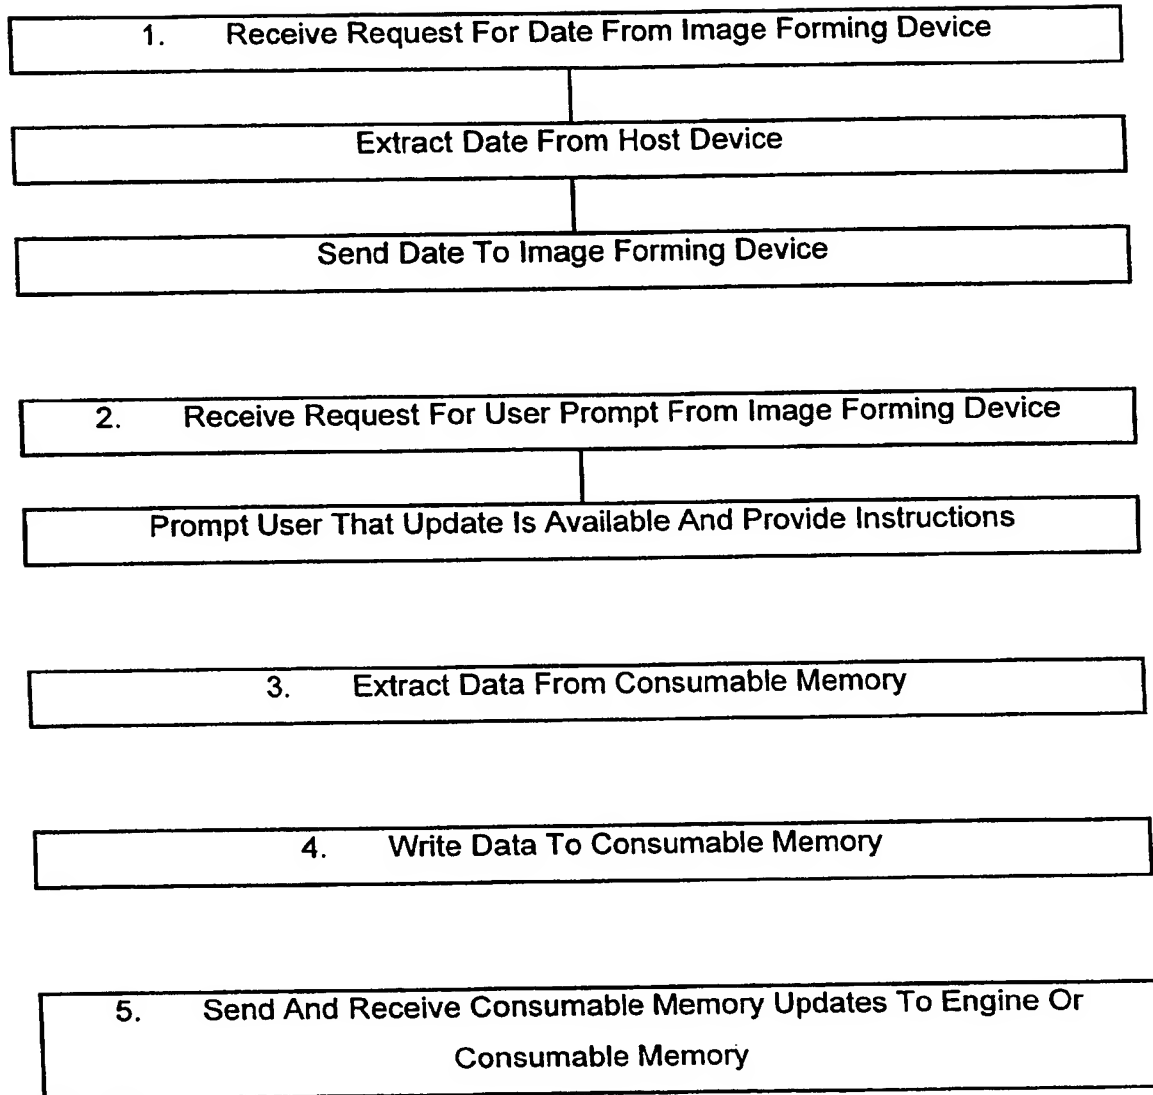 1. Receive Request For Date From Image Forming Device
Extract Date From Host Device
Send Date To Image Forming Device
2. Receive Request For User Prompt From Image Forming Device
Prompt User That Update Is Available And Provide Instructions
3. Extract Data From Consumable Memory
4. Write Data To Consumable Memory
5. Send And Receive Consumable Memory Updates To Engine Or
Consumable Memory